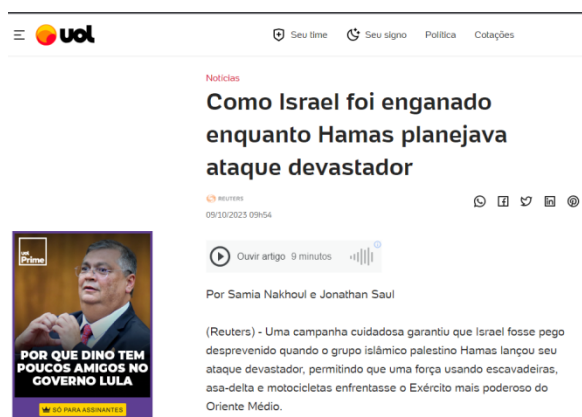 uol
Seu time
Seu signo
Política
Cotações
Notícias
Como Israel foi enganado
enquanto Hamas planejava
ataque devastador
REUTERS
09/10/2023 09h54
Ouvir artigo 9 minutos
Por Samia Nakhoul e Jonathan Saul
(Reuters) - Uma campanha cuidadosa garantiu que Israel fosse pego
desprevenido quando o grupo islâmico palestino Hamas lançou seu
ataque devastador, permitindo que uma força usando escavadeiras,
asa-delta e motocicletas enfrentasse o Exército mais poderoso do
Oriente Médio.
uol
Prime
POR QUE DINO TEM
POUCOS AMIGOS NO
GOVERNO LULA
SÓ PARA ASSINANTES